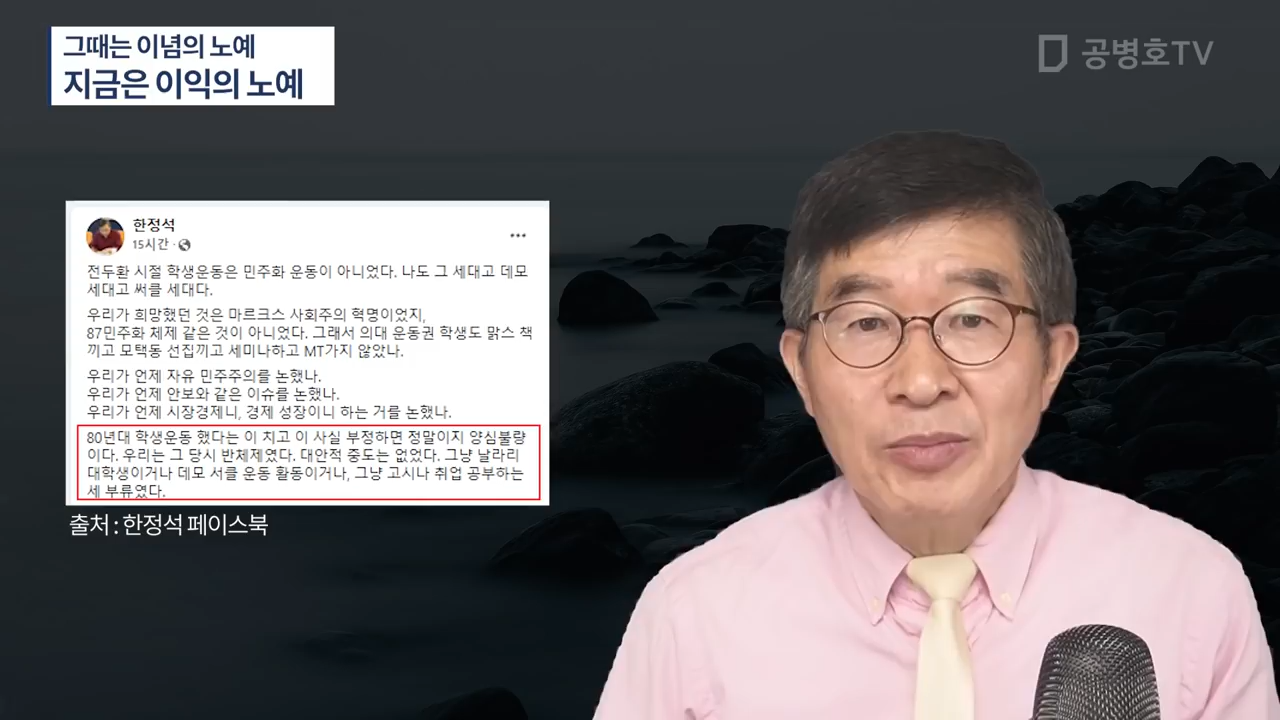 그때는 이념의 노예
지금은 이익의 노예
공병호TV
한정석
15시간
전두환 시절 학생운동은 민주화 운동이 아니었다. 나도 그 세대고 데모
세대고 써클 세대다.
우리가 희망했던 것은 마르크스 사회주의 혁명이었지,
87민주화 체제 같은 것이 아니었다. 그래서 의대 운동권 학생도 맑스 책
끼고 모택동 선집끼고 세미나하고 MT가지 않았나.
우리가 언제 자유 민주주의를 논했나.
우리가 언제 안보와 같은 이슈를 논했나.
우리가 언제 시장경제니, 경제 성장이니 하는 거를 논했나.
80년대 학생운동 했다는 이 치고 이 사실 부정하면 정말이지 양심불량
이다. 우리는 그 당시 반체제였다. 대안적 중도는 없었다. 그냥 날라리
대학생이거나 데모 서클 운동 활동이거나, 그냥 고시나 취업 공부하는
세 부류였다.
출처 : 한정석 페이스북